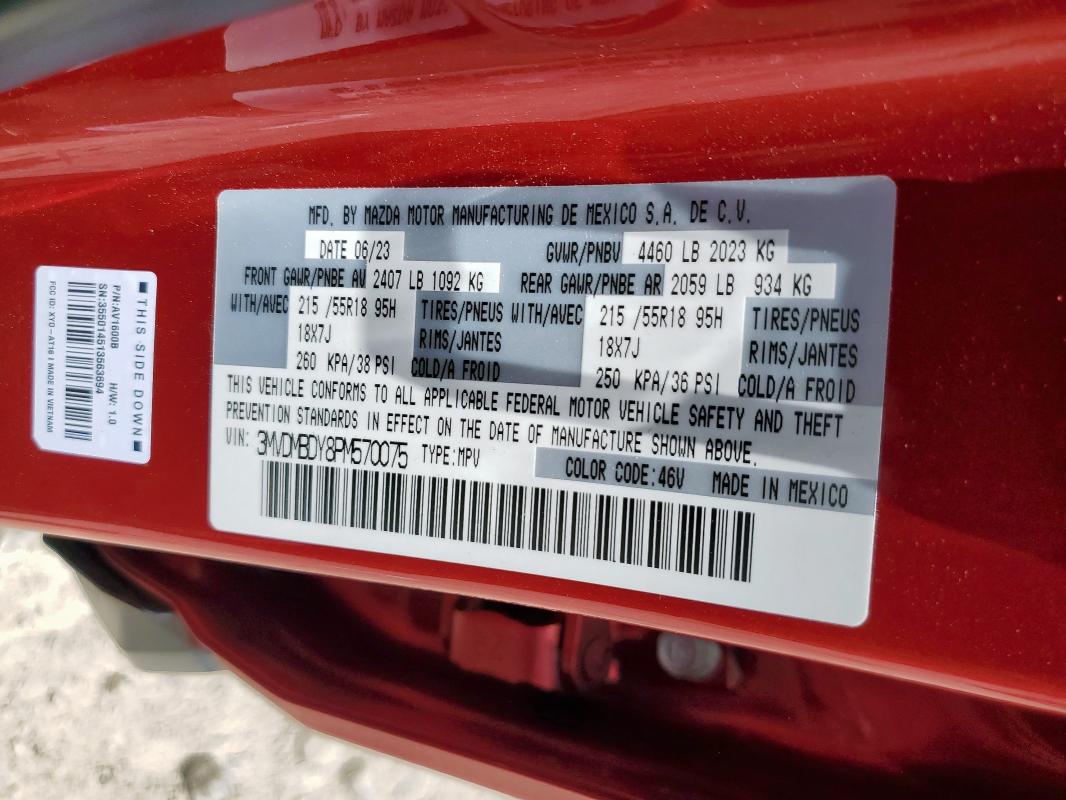 MFD. BY MAZDA MOTOR MANUFACTURING DE MEXICO S.A. DE C.V.
DATE 06/23 GVWR/PNBV 4460 LB 2023 KG
FRONT GAWR/PNBE AV 2407 LB 1092 KG REAR GAWR/PNBE AR 2059 LB 934 KG
WITH/AVEC 215 /55R18 95H TIRES/PNEUS WITH/AVEC 215 /55R18 95H TIRES/PNEUS
18X7J RIMS/JANTES 18X7J RIMS/JANTES
260 KPA/38 PSI COLD/A FROID 250 KPA/36 PSI COLD/A FROID
THIS VEHICLE CONFORMS TO ALL APPLICABLE FEDERAL MOTOR VEHICLE SAFETY AND THEFT
PREVENTION STANDARDS IN EFFECT ON THE DATE OF MANUFACTURE SHOWN ABOVE.
VIN: 3MVDMBDY8PM570075 TYPE:MPV COLOR CODE:46V MADE IN MEXICO
THIS SIDE DOWN
P/N:AV1600B H/W: 1.0
SN:355014513563694
FCC ID: XYO-AT16 I MADE IN VIETNAM